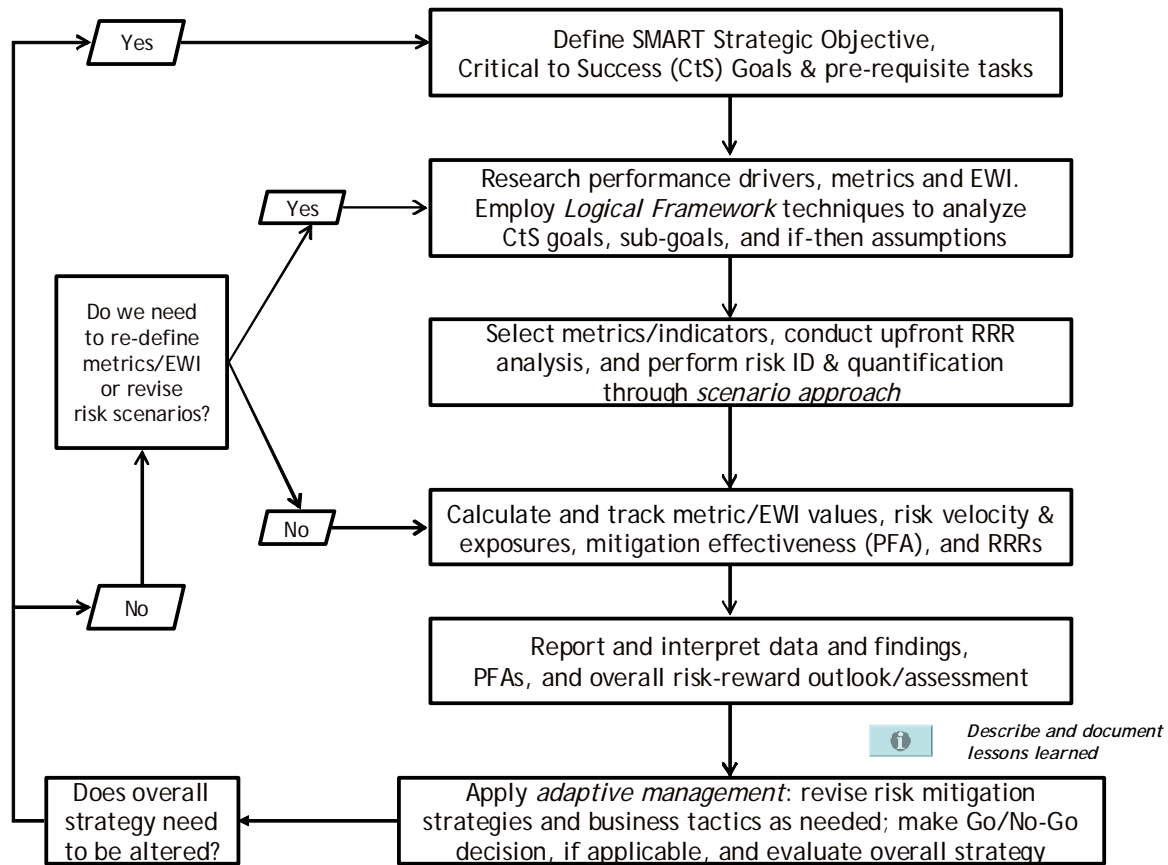 Yes
Define SMART Strategic Objective,
Critical to Success (CtS) Goals & pre-requisite tasks
Research performance drivers, metrics and EWI.
Employ Logical Framework techniques to analyze
CtS goals, sub-goals, and if-then assumptions
Yes
Do we need
to re-define
metrics/EWI
or revise
risk scenarios?
Select metrics/indicators, conduct upfront RRR
analysis, and perform risk ID & quantification
through scenario approach
No
Calculate and track metric/EWI values, risk velocity &
exposures, mitigation effectiveness (PFA), and RRRs
No
Report and interpret data and findings,
PFAs, and overall risk-reward outlook/assessment
i
Describe and document
lessons learned
Does overall
strategy need
to be altered?
Apply adaptive management: revise risk mitigation
strategies and business tactics as needed; make Go/No-Go
decision, if applicable, and evaluate overall strategy